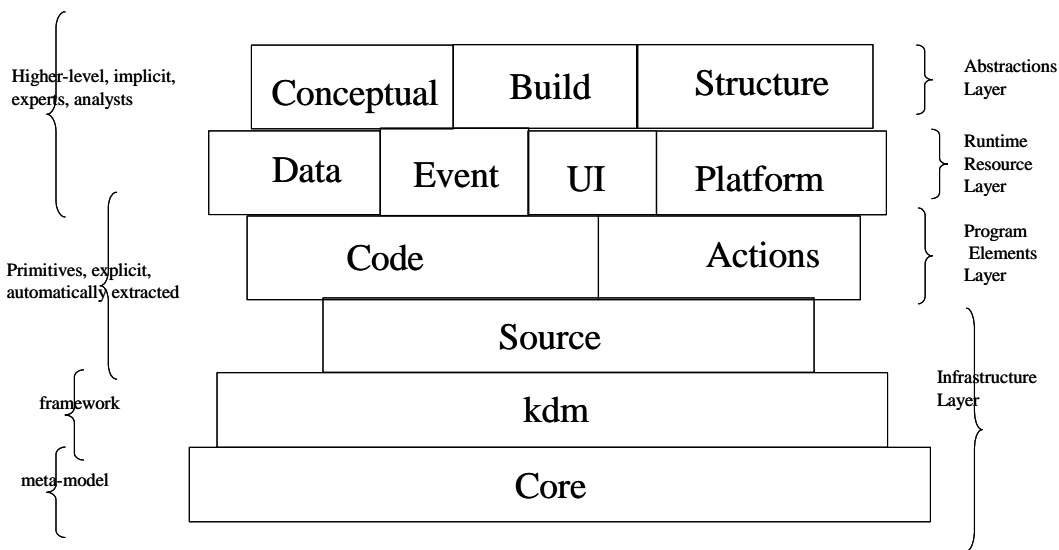 Higher-level, implicit,
experts, analysts
Conceptual
Build
Structure
Abstractions
Layer
Data
Event
UI
Platform
Runtime
Resource
Layer
Primitives, explicit,
automatically extracted
Code
Actions
Program
Elements
Layer
Source
framework
kdm
Infrastructure
Layer
meta-model
Core